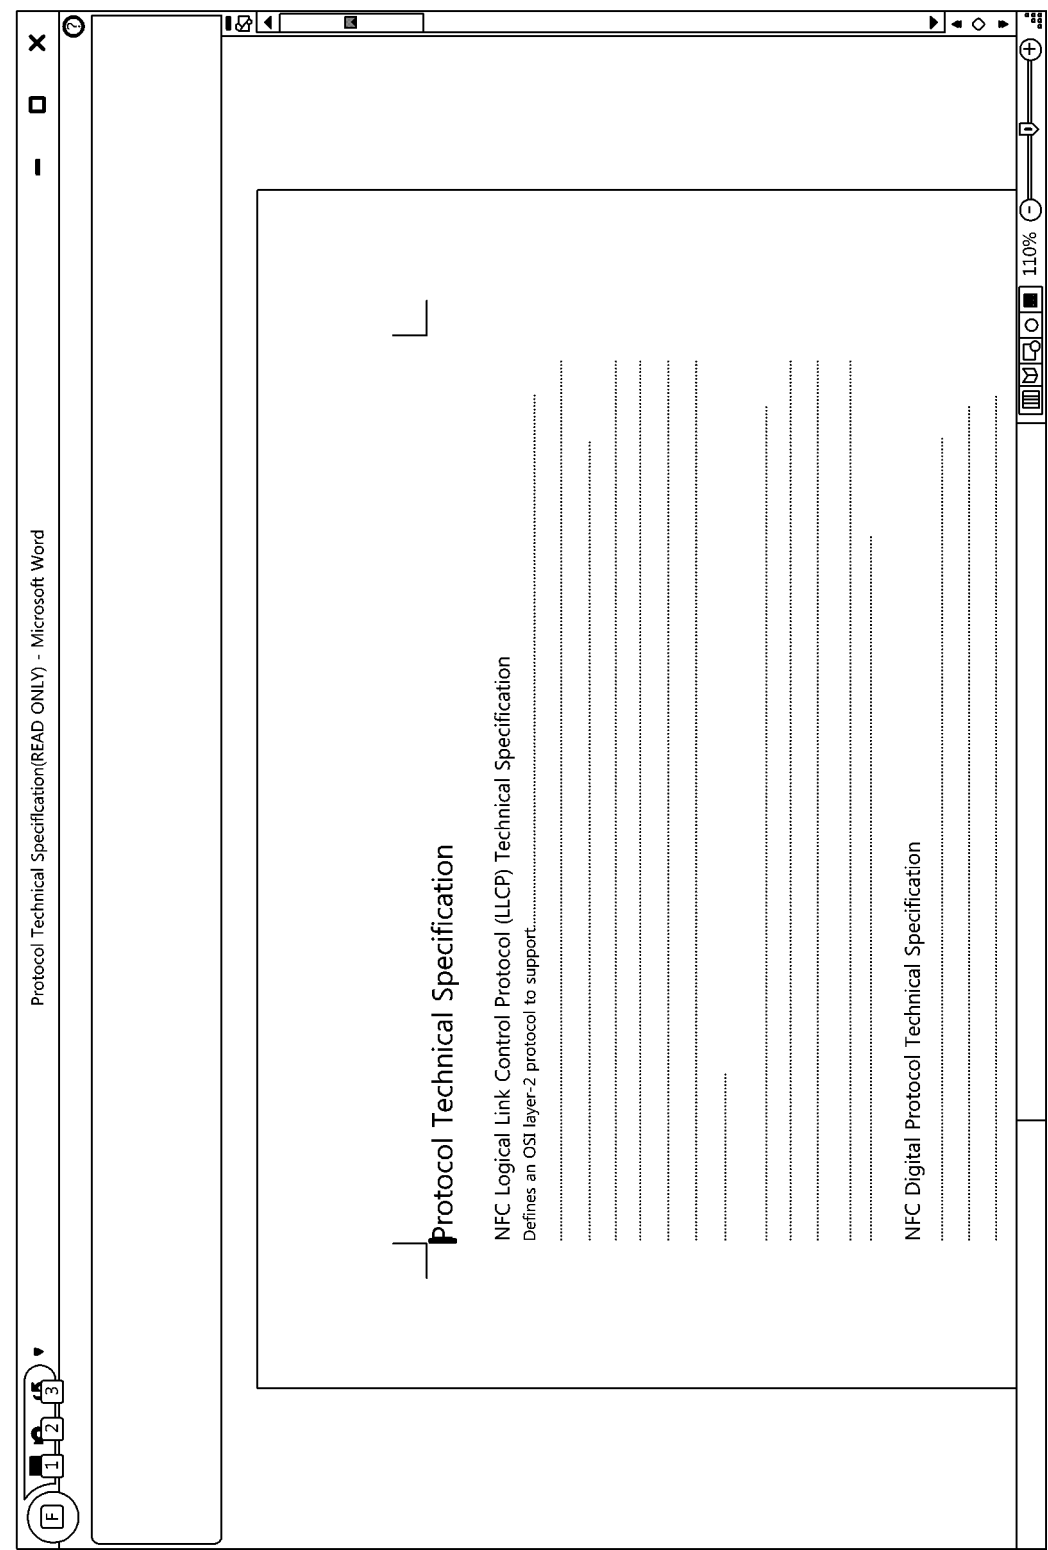 Protocol Technical Specification(READ ONLY) - Microsoft Word
F
1
2
3
?
Protocol Technical Specification
NFC Logical Link Control Protocol (LLCP) Technical Specification
Defines an OSI layer-2 protocol to support
NFC Digital Protocol Technical Specification
110%